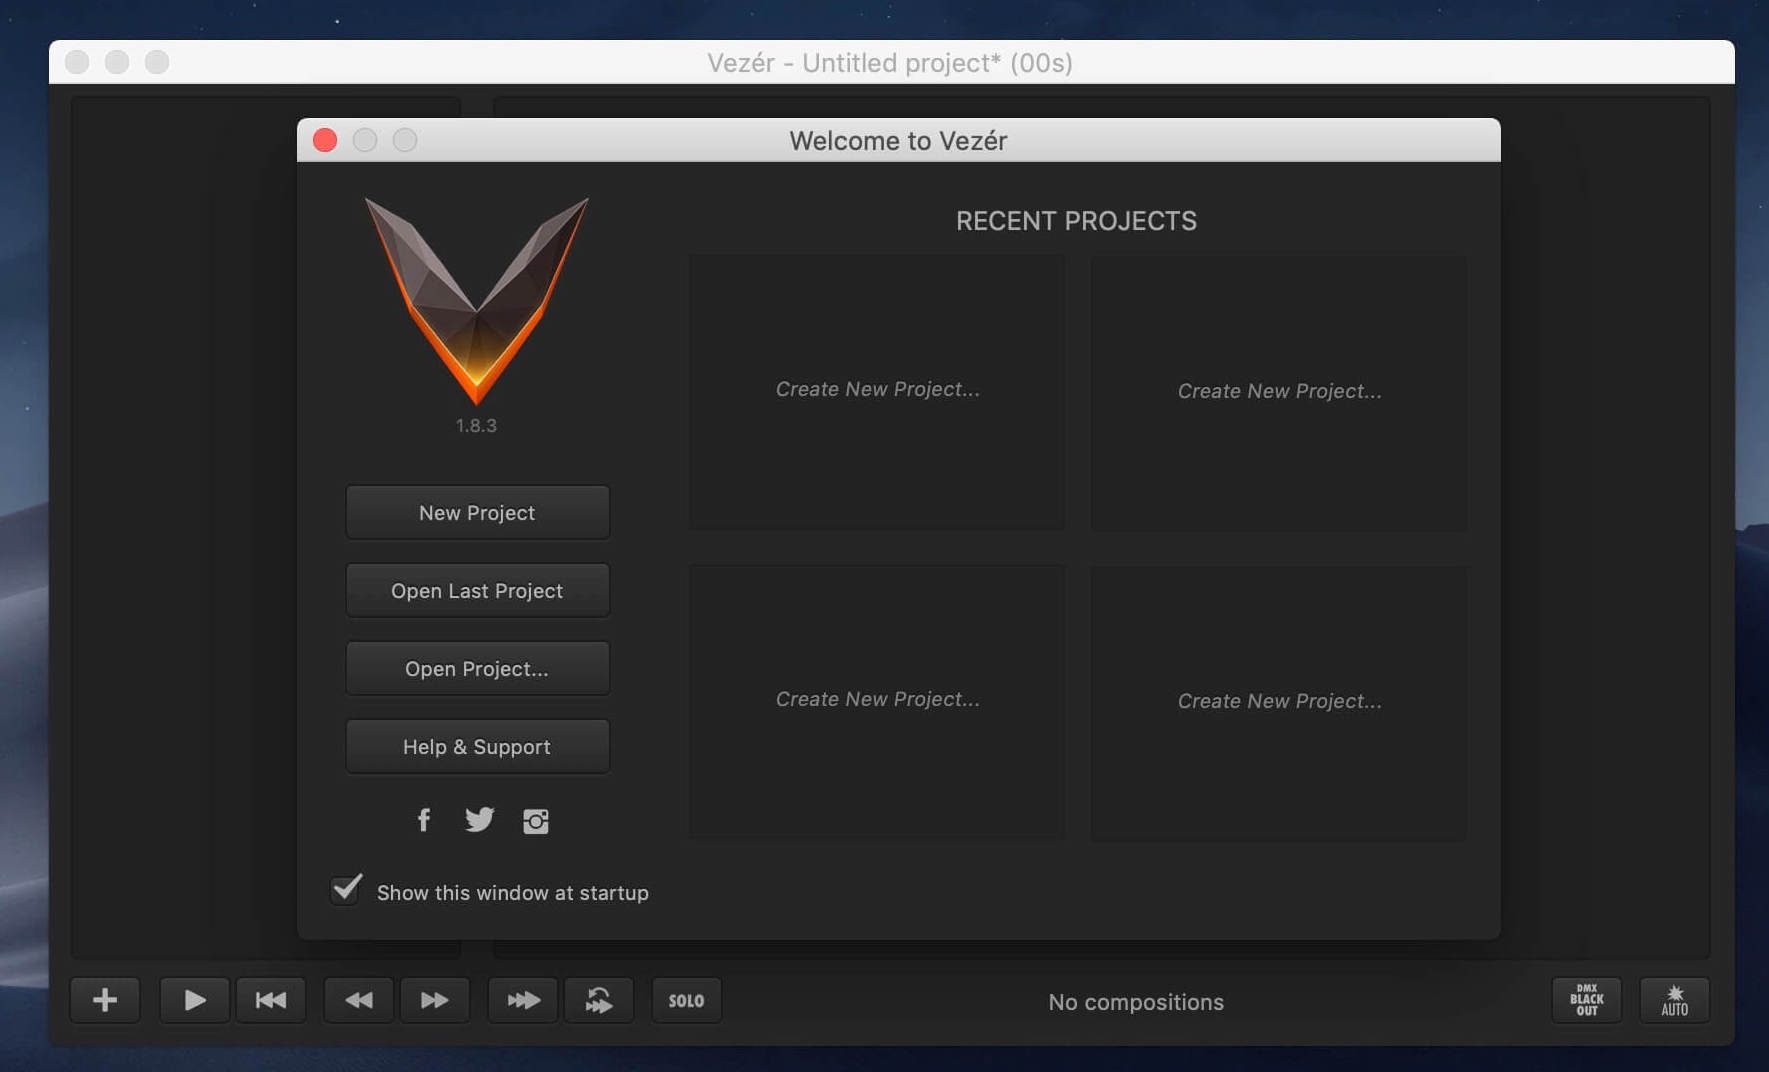 Vezér - Untitled project* (00s)
Welcome to Vezér
1.8.3
New Project
Open Last Project
Open Project...
Help & Support
Show this window at startup
RECENT PROJECTS
Create New Project...
Create New Project...
Create New Project...
Create New Project...
SOLO
No compositions
DMX
BLACK
OUT
AUTO